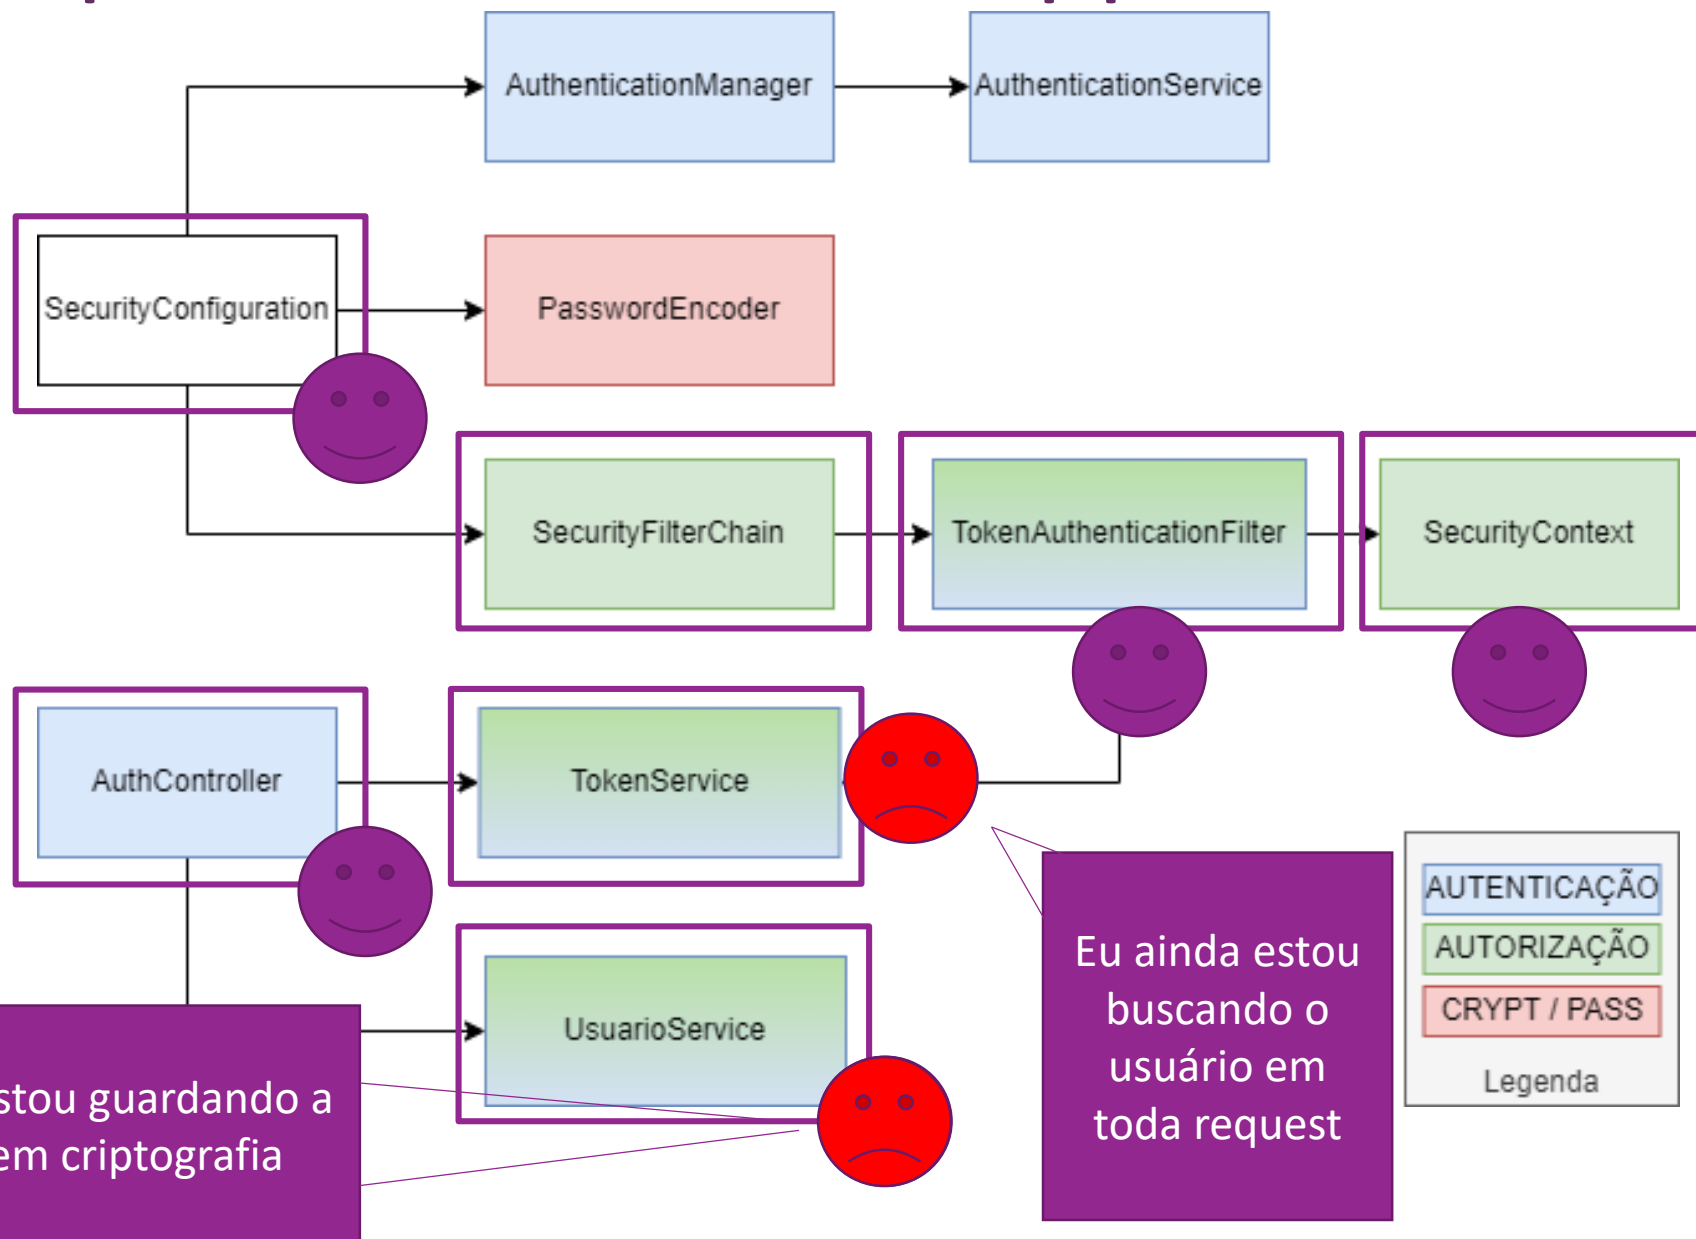 AuthenticationManager
AuthenticationService
SecurityConfiguration
PasswordEncoder
SecurityFilterChain
TokenAuthenticationFilter
SecurityContext
AuthController
TokenService
UsuarioService
stou guardando a
em criptografia
Eu ainda estou
buscando o
usuário em
toda request
AUTENTICAÇÃO
AUTORIZAÇÃO
CRYPT / PASS
Legenda